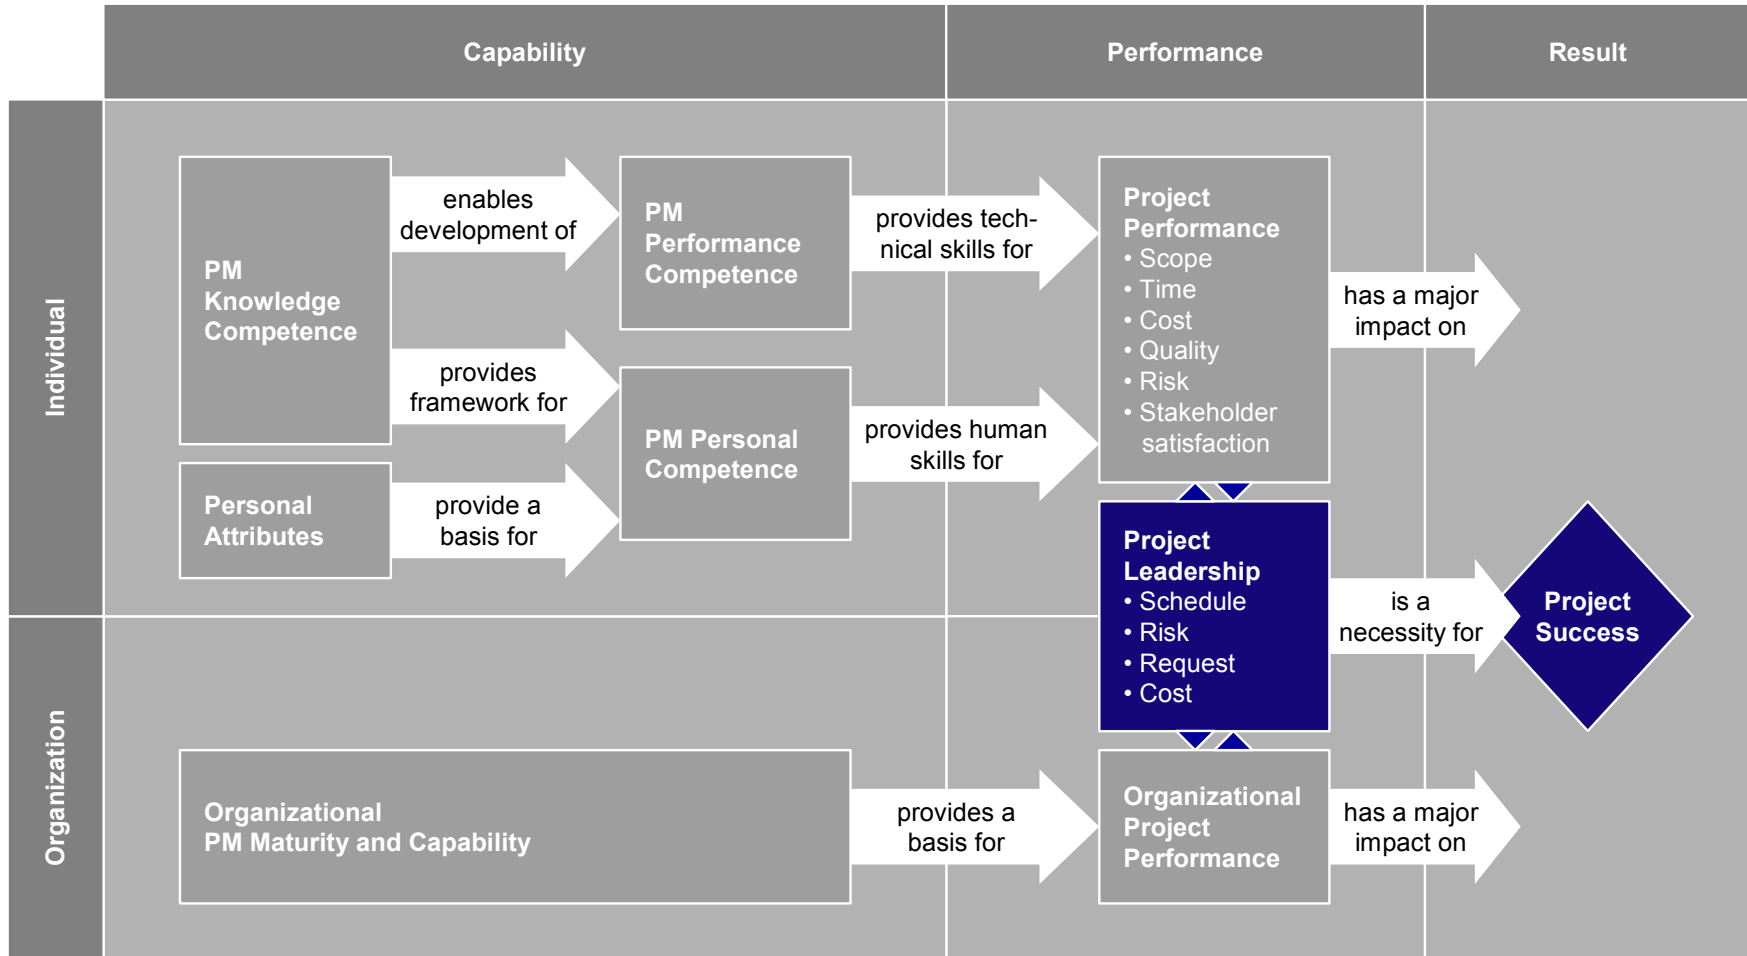 Capability
Performance
Result
Individual
PM
Knowledge
Competence
enables
development of
PM
Performance
Competence
provides tech-
nical skills for
Project
Performance
• Scope
• Time
• Cost
• Quality
• Risk
• Stakeholder
satisfaction
has a major
impact on
provides
framework for
PM Personal
Competence
provides human
skills for
Personal
Attributes
provide a
basis for
Project
Leadership
• Schedule
• Risk
• Request
• Cost
is a
necessity for
Project
Success
Organization
Organizational
PM Maturity and Capability
provides a
basis for
Organizational
Project
Performance
has a major
impact on